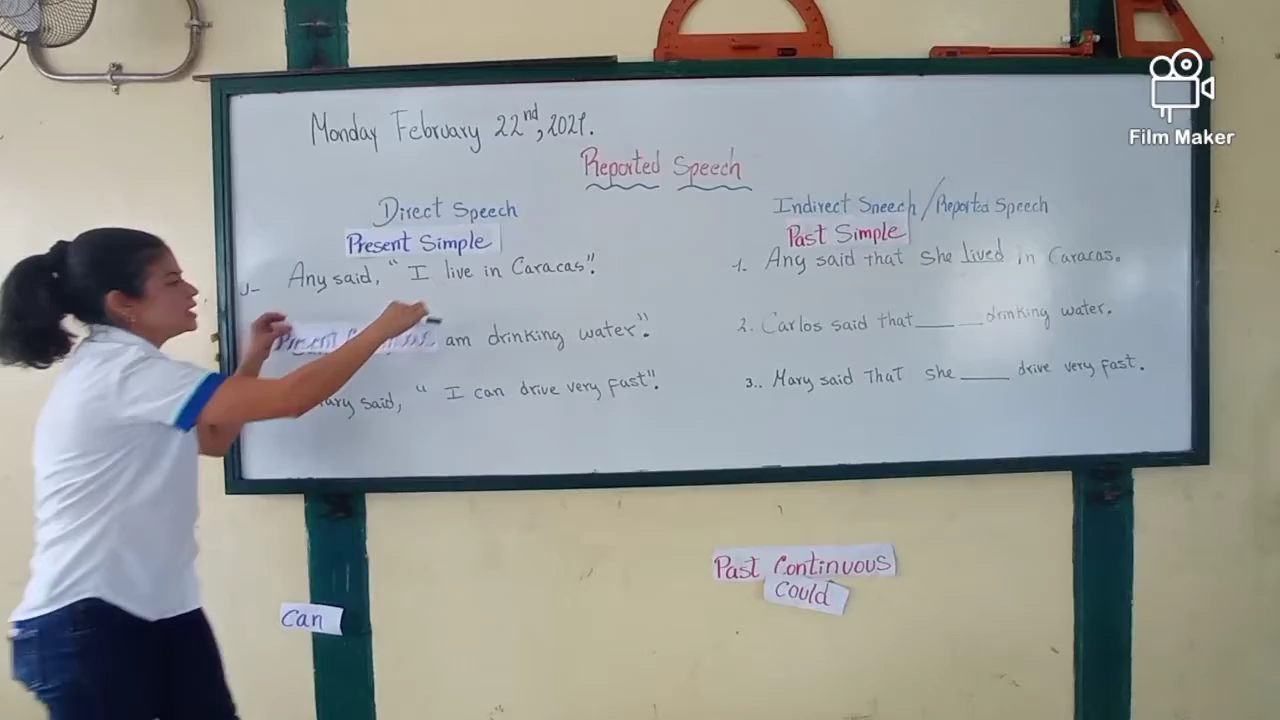 Film Maker
Monday February 22nd, 2021.
Reported Speech
Direct Speech
Present Simple
Any said, "I live in Caracas".
Present
am drinking water".
Mary said, "I can drive very fast".
Indirect Speech / Reported Speech
Past Simple
1. Any said that she lived in Caracas.
2. Carlos said that ____ ___ drinking water.
3.. Mary said That she ____ drive very fast.
Past Continuous
Could
Can